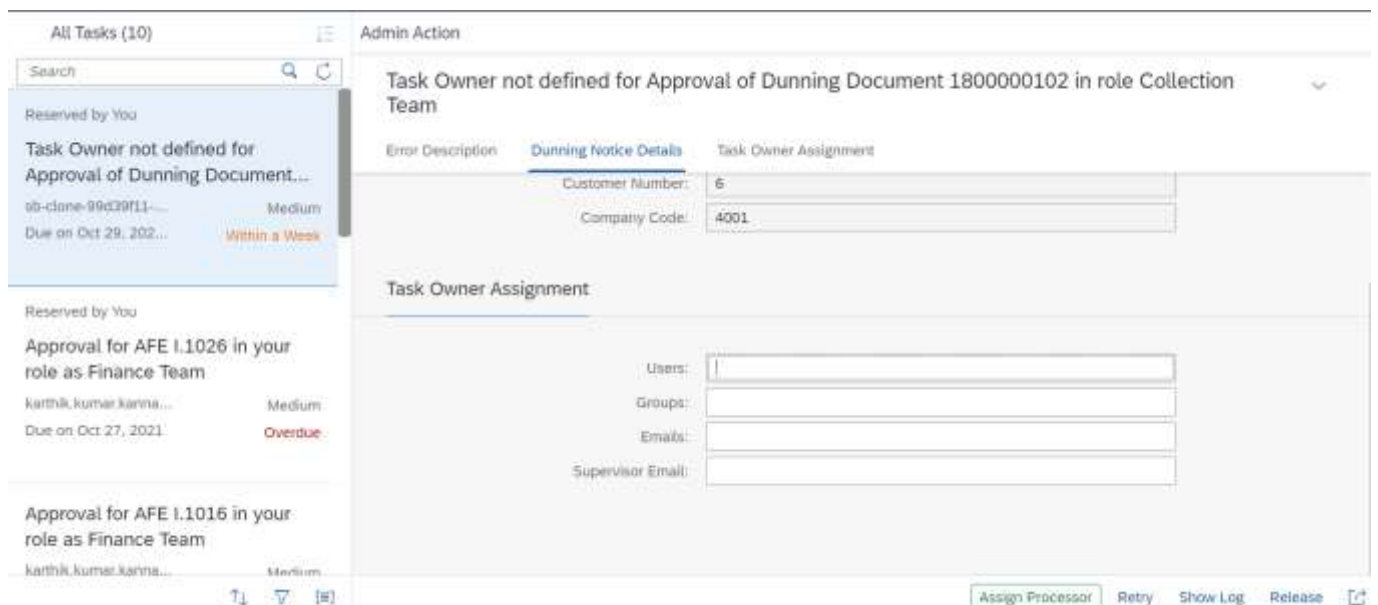 All Tasks (10)
Search
Reserved by You
Task Owner not defined for
Approval of Dunning Document...
sb-clone-99d39f11-...
Medium
Due on Oct 29, 202...
Within a Week
Reserved by You
Approval for AFE I.1026 in your
role as Finance Team
karthik.kumar.kanna...
Medium
Due on Oct 27, 2021
Overdue
Approval for AFE I.1016 in your
role as Finance Team
karthik.kumar.kanna...
Medium
Admin Action
Task Owner not defined for Approval of Dunning Document 1800000102 in role Collection
Team
Error Description
Dunning Notice Details
Task Owner Assignment
Customer Number: 6
Company Code: 4001
Task Owner Assignment
Users:
Groups:
Emails:
Supervisor Email:
Assign Processor
Retry
Show Log
Release